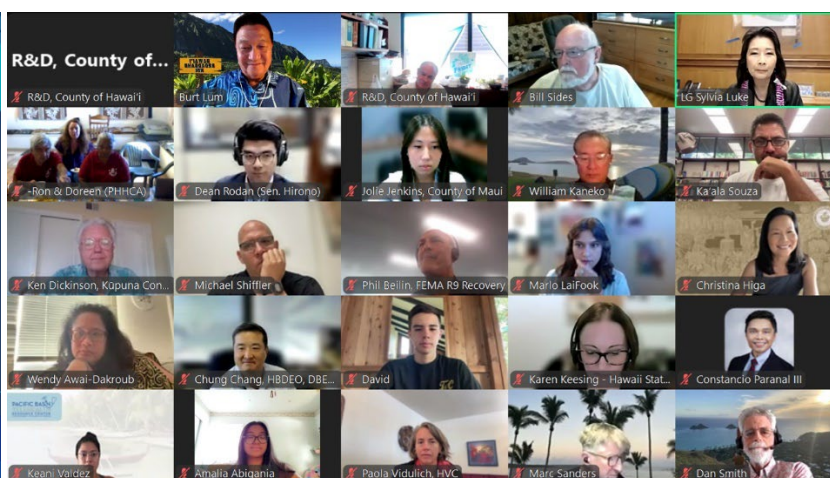 R&D, County of...
R&D, County of Hawai'i
Burt Lum
R&D, County of Hawai'i
Bill Sides
LG Sylvia Luke
-Ron & Doreen (PHHCA)
Dean Rodan (Sen. Hirono)
Jolie Jenkins, County of Maui
William Kaneko
Ka'ala Souza
Ken Dickinson, Kūpuna Con...
Michael Shiffler
Phil Beilin, FEMA R9 Recovery
Marlo LaiFook
Christina Higa
Wendy Awai-Dakroub
Chung Chang, HBDEO, DBE...
David
Karen Keesing - Hawaii Stat...
Constancio Paranal III
PACIFIC BASIN
Keani Valdez
Amalia Abigania
Paola Vidulich, HVC
Marc Sanders
Dan Smith